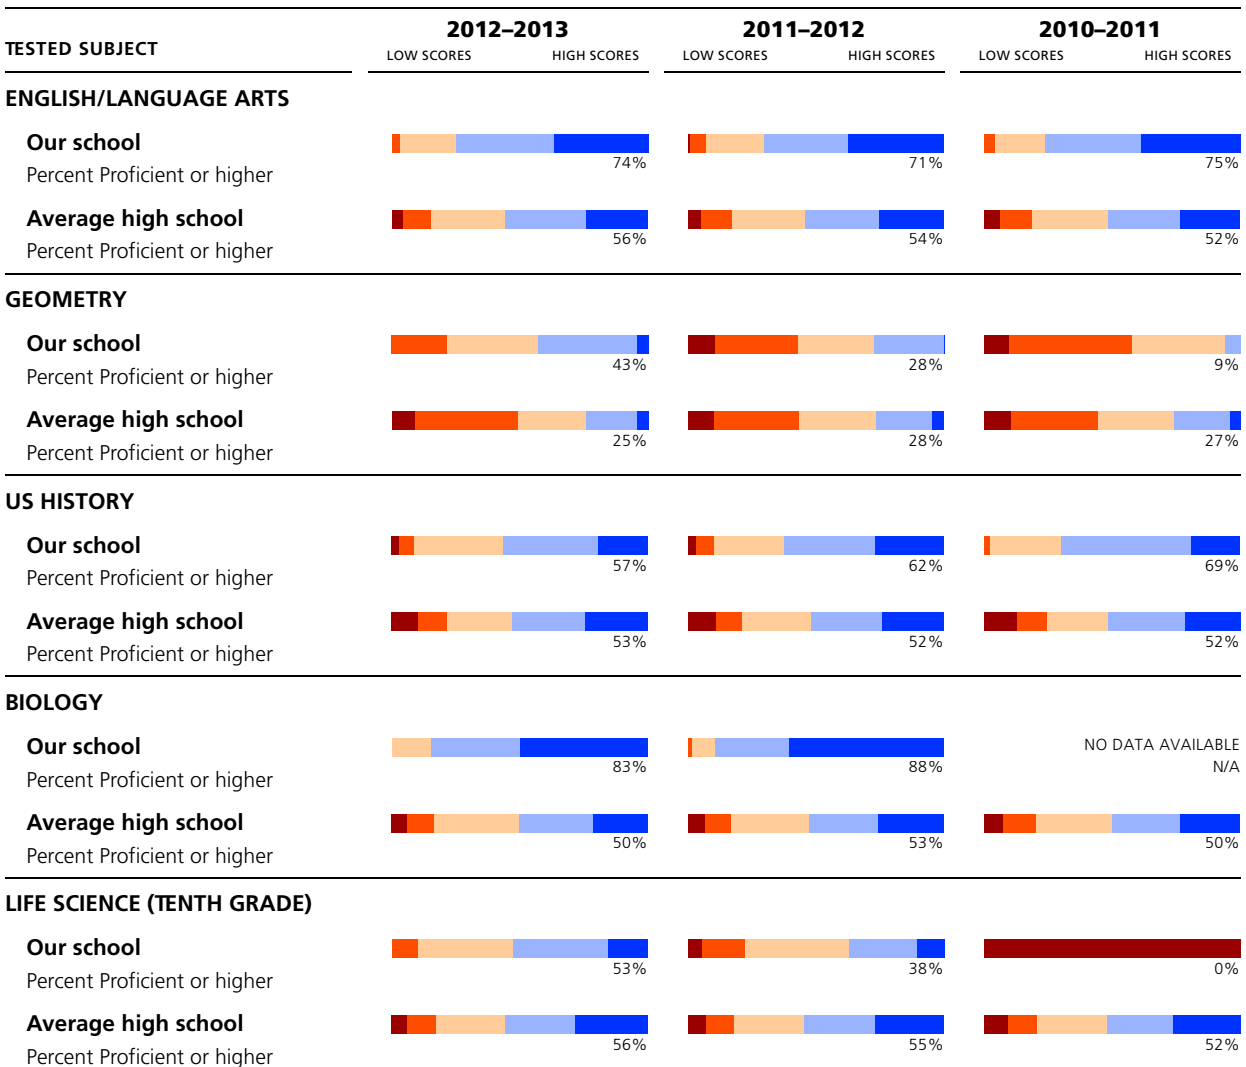 2012–2013 2011–2012 2010–2011
TESTED SUBJECT LOW SCORES HIGH SCORES LOW SCORES HIGH SCORES LOW SCORES HIGH SCORES
ENGLISH/LANGUAGE ARTS
Our school
Percent Proficient or higher 74% 71% 75%
Average high school
Percent Proficient or higher 56% 54% 52%
GEOMETRY
Our school
Percent Proficient or higher 43% 28% 9%
Average high school
Percent Proficient or higher 25% 28% 27%
US HISTORY
Our school
Percent Proficient or higher 57% 62% 69%
Average high school
Percent Proficient or higher 53% 52% 52%
BIOLOGY
Our school NO DATA AVAILABLE
Percent Proficient or higher 83% 88% N/A
Average high school
Percent Proficient or higher 50% 53% 50%
LIFE SCIENCE (TENTH GRADE)
Our school
Percent Proficient or higher 53% 38% 0%
Average high school
Percent Proficient or higher 56% 55% 52%